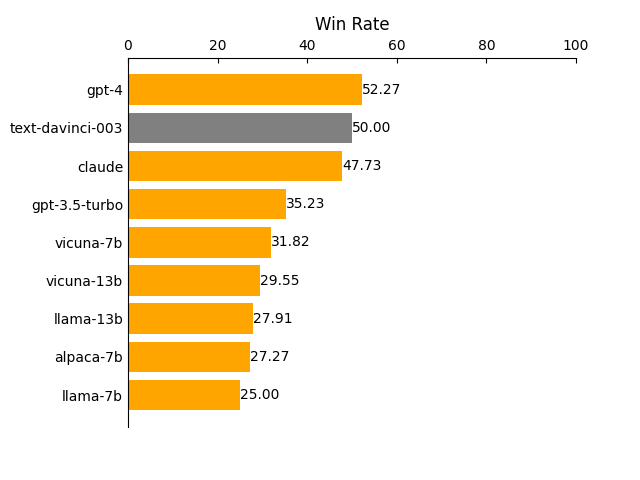 Win Rate
0 20 40 60 80 100
gpt-4 52.27
text-davinci-003 50.00
claude 47.73
gpt-3.5-turbo 35.23
vicuna-7b 31.82
vicuna-13b 29.55
llama-13b 27.91
alpaca-7b 27.27
llama-7b 25.00